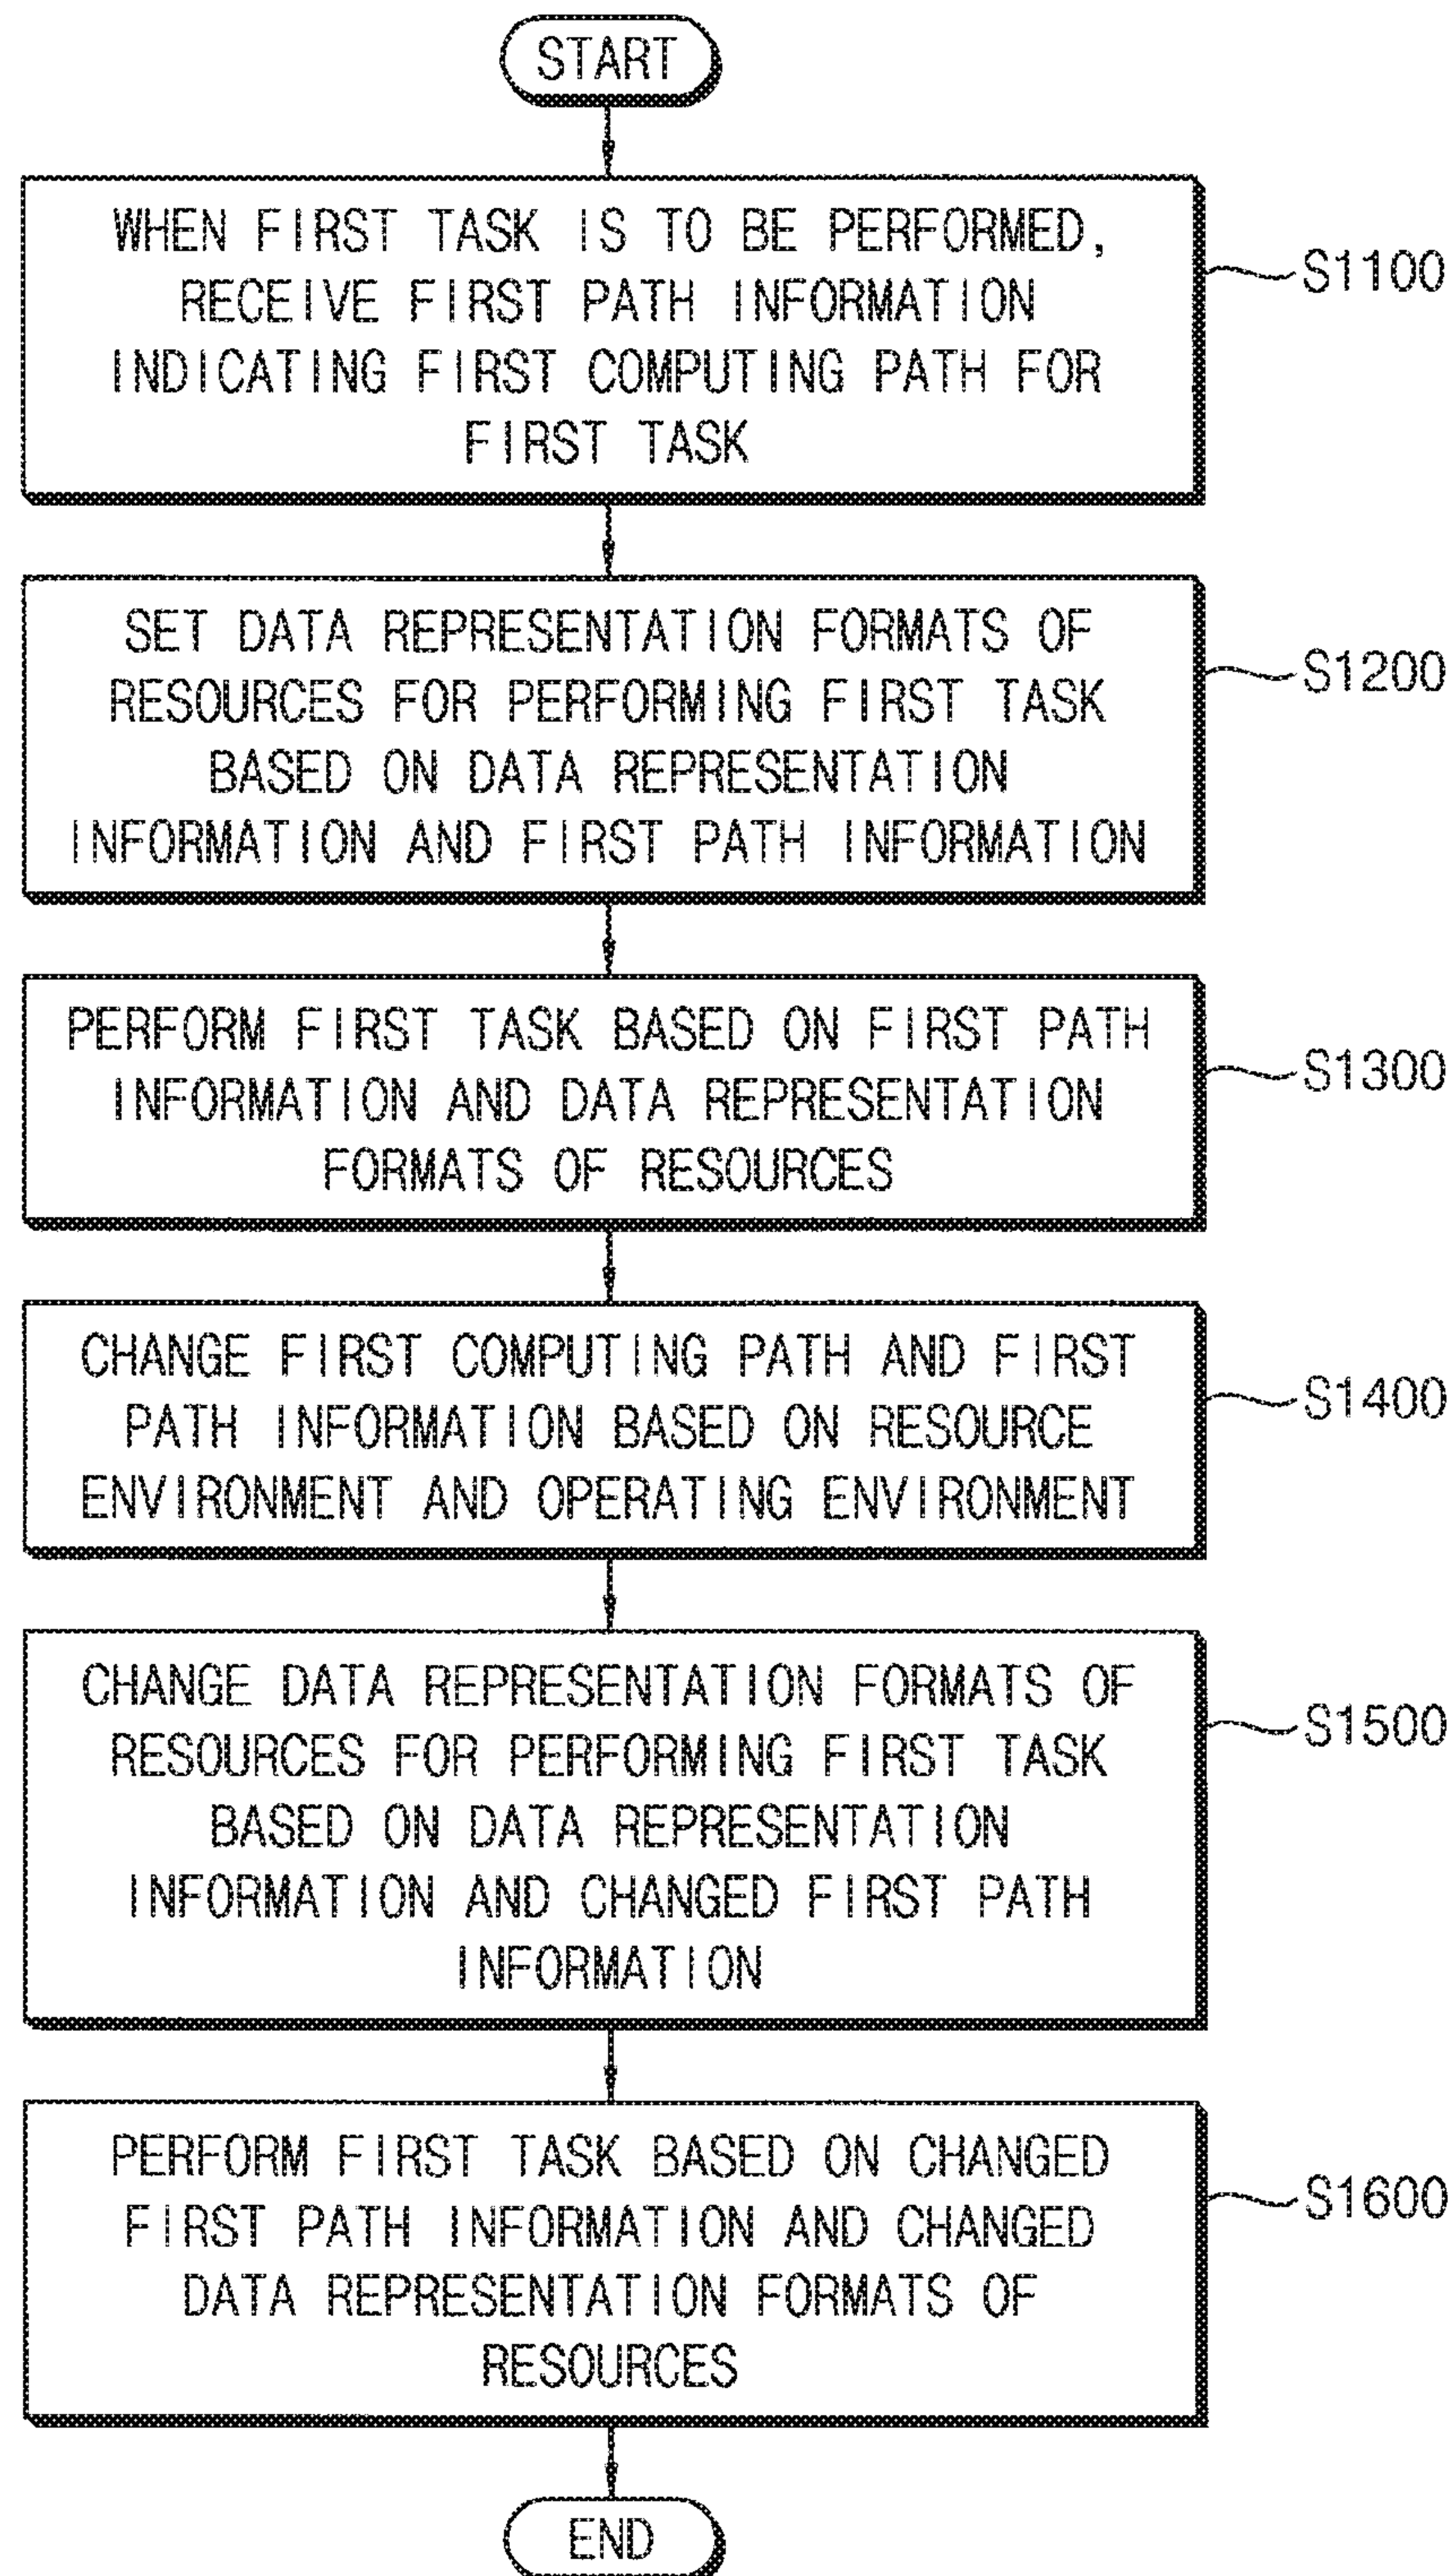 START
WHEN FIRST TASK IS TO BE PERFORMED,
RECEIVE FIRST PATH INFORMATION
INDICATING FIRST COMPUTING PATH FOR
FIRST TASK
S1100
SET DATA REPRESENTATION FORMATS OF
RESOURCES FOR PERFORMING FIRST TASK
BASED ON DATA REPRESENTATION
INFORMATION AND FIRST PATH INFORMATION
S1200
PERFORM FIRST TASK BASED ON FIRST PATH
INFORMATION AND DATA REPRESENTATION
FORMATS OF RESOURCES
S1300
CHANGE FIRST COMPUTING PATH AND FIRST
PATH INFORMATION BASED ON RESOURCE
ENVIRONMENT AND OPERATING ENVIRONMENT
S1400
CHANGE DATA REPRESENTATION FORMATS OF
RESOURCES FOR PERFORMING FIRST TASK
BASED ON DATA REPRESENTATION
INFORMATION AND CHANGED FIRST PATH
INFORMATION
S1500
PERFORM FIRST TASK BASED ON CHANGED
FIRST PATH INFORMATION AND CHANGED
DATA REPRESENTATION FORMATS OF
RESOURCES
S1600
END